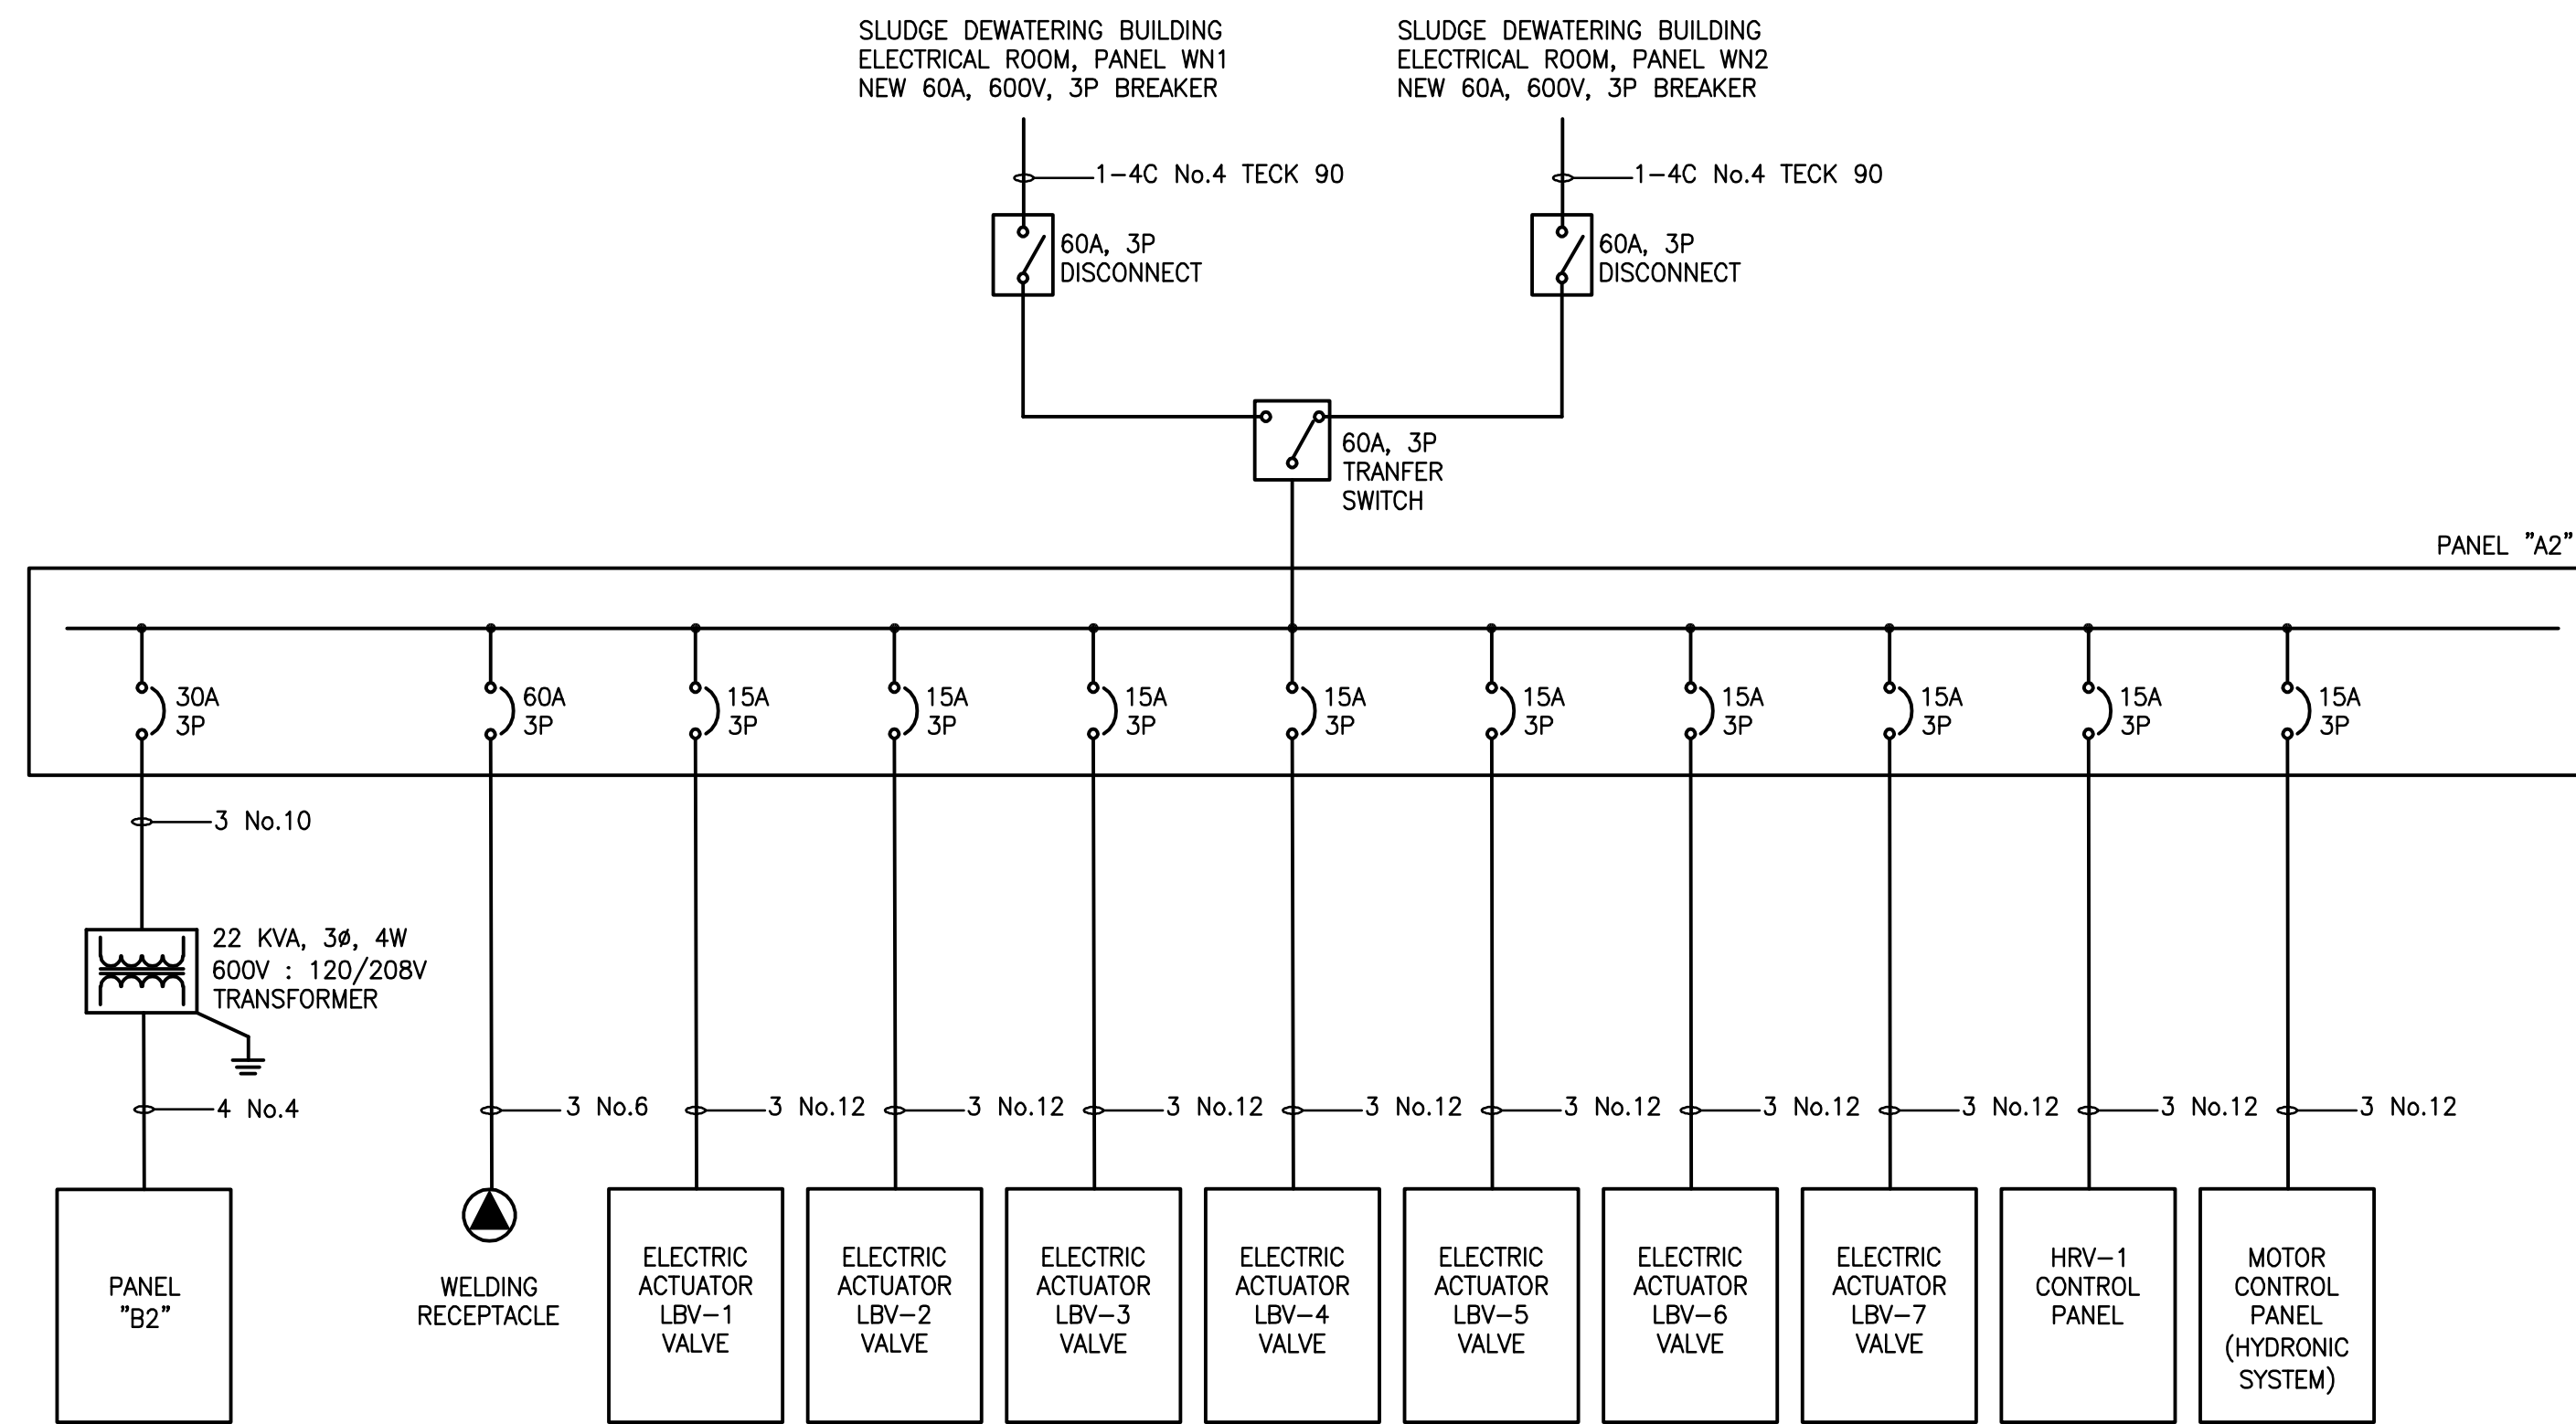 SLUDGE DEWATERING BUILDING
ELECTRICAL ROOM, PANEL WN1
NEW 60A, 600V, 3P BREAKER
SLUDGE DEWATERING BUILDING
ELECTRICAL ROOM, PANEL WN2
NEW 60A, 600V, 3P BREAKER
1-4C No.4 TECK 90
1-4C No.4 TECK 90
60A, 3P
DISCONNECT
60A, 3P
DISCONNECT
60A, 3P
TRANFER
SWITCH
PANEL "A2"
30A
3P
60A
3P
15A
3P
15A
3P
15A
3P
15A
3P
15A
3P
15A
3P
15A
3P
15A
3P
15A
3P
3 No.10
22 KVA, 3ø, 4W
600V : 120/208V
TRANSFORMER
4 No.4
3 No.6
3 No.12
3 No.12
3 No.12
3 No.12
3 No.12
3 No.12
3 No.12
3 No.12
3 No.12
PANEL
"B2"
WELDING
RECEPTACLE
ELECTRIC
ACTUATOR
LBV-1
VALVE
ELECTRIC
ACTUATOR
LBV-2
VALVE
ELECTRIC
ACTUATOR
LBV-3
VALVE
ELECTRIC
ACTUATOR
LBV-4
VALVE
ELECTRIC
ACTUATOR
LBV-5
VALVE
ELECTRIC
ACTUATOR
LBV-6
VALVE
ELECTRIC
ACTUATOR
LBV-7
VALVE
HRV-1
CONTROL
PANEL
MOTOR
CONTROL
PANEL
(HYDRONIC
SYSTEM)